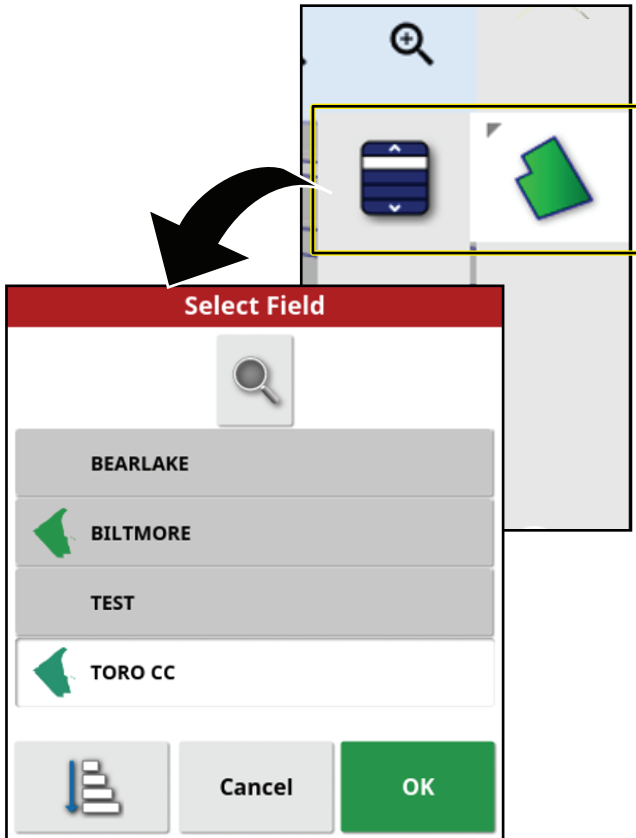 Select Field
BEARLAKE
BILTMORE
TEST
TORO CC
Cancel
OK